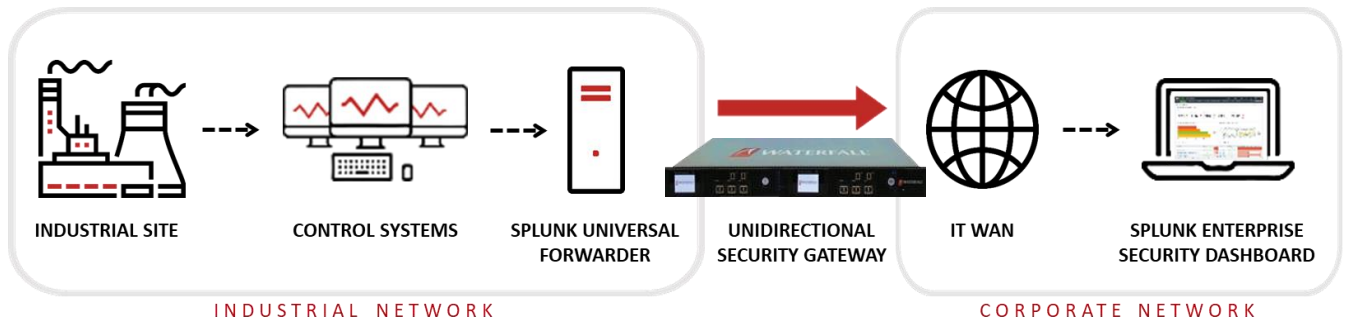 WATERFALL
INDUSTRIAL SITE
CONTROL SYSTEMS
SPLUNK UNIVERSAL
FORWARDER
UNIDIRECTIONAL
SECURITY GATEWAY
IT WAN
SPLUNK ENTERPRISE
SECURITY DASHBOARD
INDUSTRIAL NETWORK
CORPORATE NETWORK